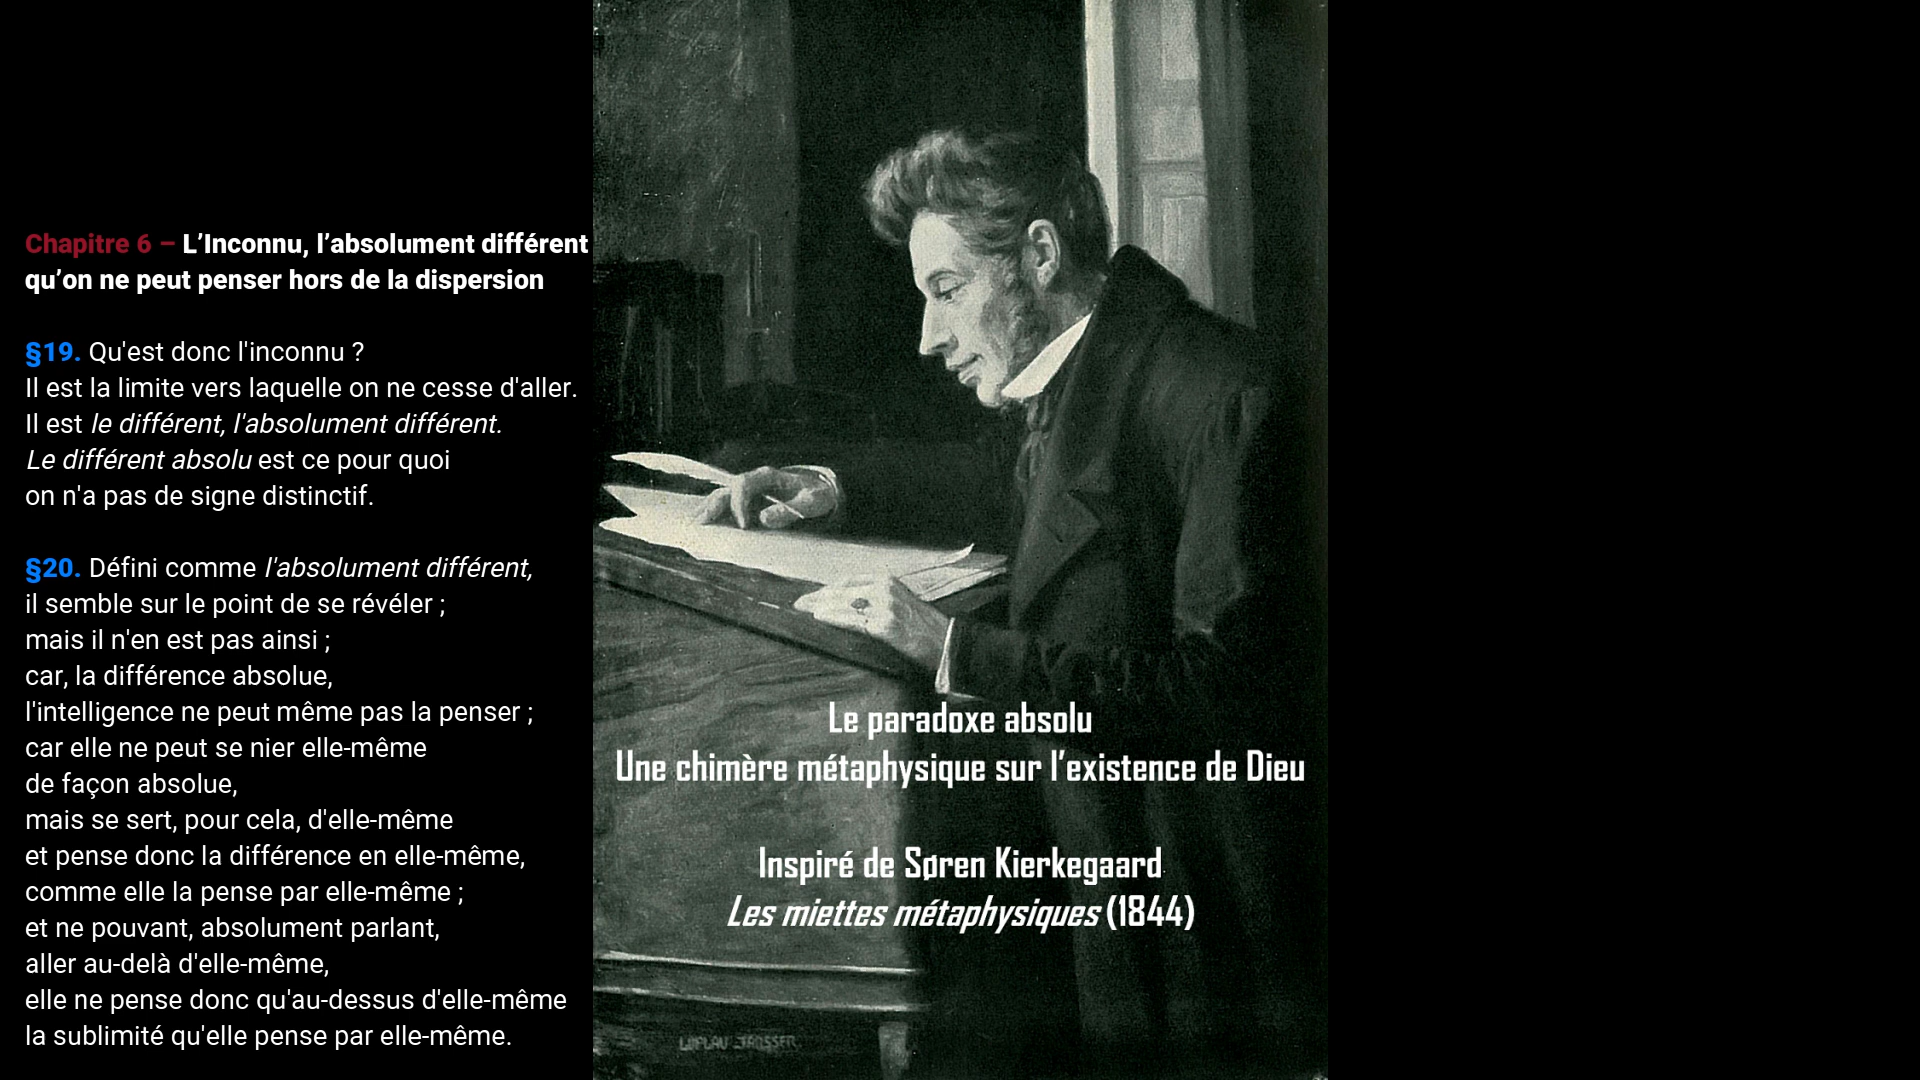 Chapitre 6 – L’Inconnu, l’absolument différent
qu’on ne peut penser hors de la dispersion
§19. Qu'est donc l'inconnu ?
Il est la limite vers laquelle on ne cesse d'aller.
Il est le différent, l'absolument différent.
Le différent absolu est ce pour quoi
on n'a pas de signe distinctif.
§20. Défini comme l'absolument différent,
il semble sur le point de se révéler ;
mais il n'en est pas ainsi ;
car, la différence absolue,
l'intelligence ne peut même pas la penser ;
car elle ne peut se nier elle-même
de façon absolue,
mais se sert, pour cela, d'elle-même
et pense donc la différence en elle-même,
comme elle la pense par elle-même ;
et ne pouvant, absolument parlant,
aller au-delà d'elle-même,
elle ne pense donc qu'au-dessus d'elle-même
la sublimité qu'elle pense par elle-même.
Le paradoxe absolu
Une chimère métaphysique sur l’existence de Dieu
Inspiré de Søren Kierkegaard
Les miettes métaphysiques (1844)